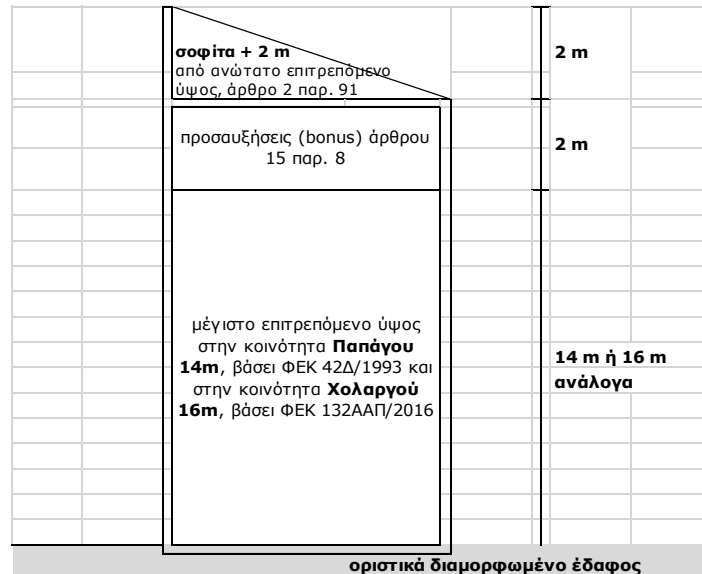 σοφίτα + 2 m
από ανώτατο επιτρεπόμενο
ύψος, άρθρο 2 παρ. 91
2 m
προσαυξήσεις (bonus) άρθρου
15 παρ. 8
2 m
μέγιστο επιτρεπόμενο ύψος
στην κοινότητα Παπάγου
14m, βάσει ΦΕΚ 42Δ/1993 και
στην κοινότητα Χολαργού
16m, βάσει ΦΕΚ 132ΑΑΠ/2016
14 m ή 16 m
ανάλογα
οριστικά διαμορφωμένο έδαφος